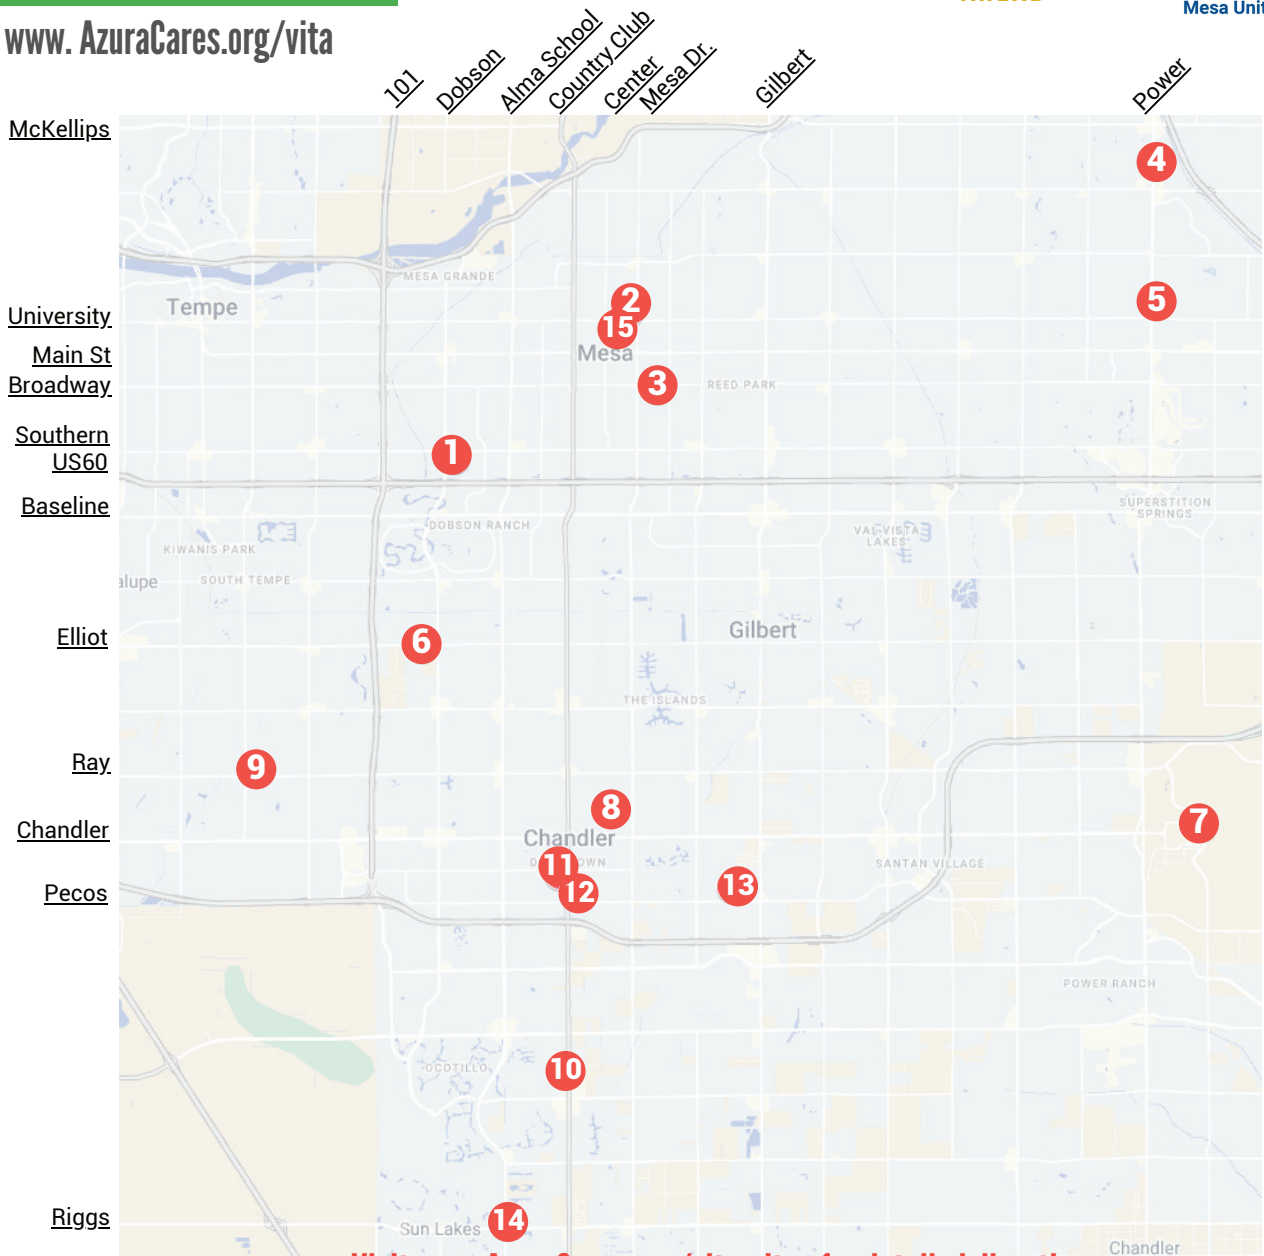 Mesa Unit
www. AzuraCares.org/vita
101
Dobson
Alma School
Country Club
Center
Mesa Dr.
Gilbert
Power
McKellips
4
MESA GRANDE
Tempe
2
5
University
15
Main St
Mesa
Broadway
3
REED PARK
Southern
1
US60
Baseline
SUPERSTITION
SPRINGS
DOBSON RANCH
VAL VISTA
LAKES
KIWANIS PARK
alupe
SOUTH TEMPE
Elliot
6
Gilbert
THE ISLANDS
Ray
9
8
7
Chandler
Chandler
11
OWN
SANTAN VILLAGE
Pecos
12
13
POWER RANCH
OCOTILLO
10
Riggs
Sun Lakes
14
Chandler